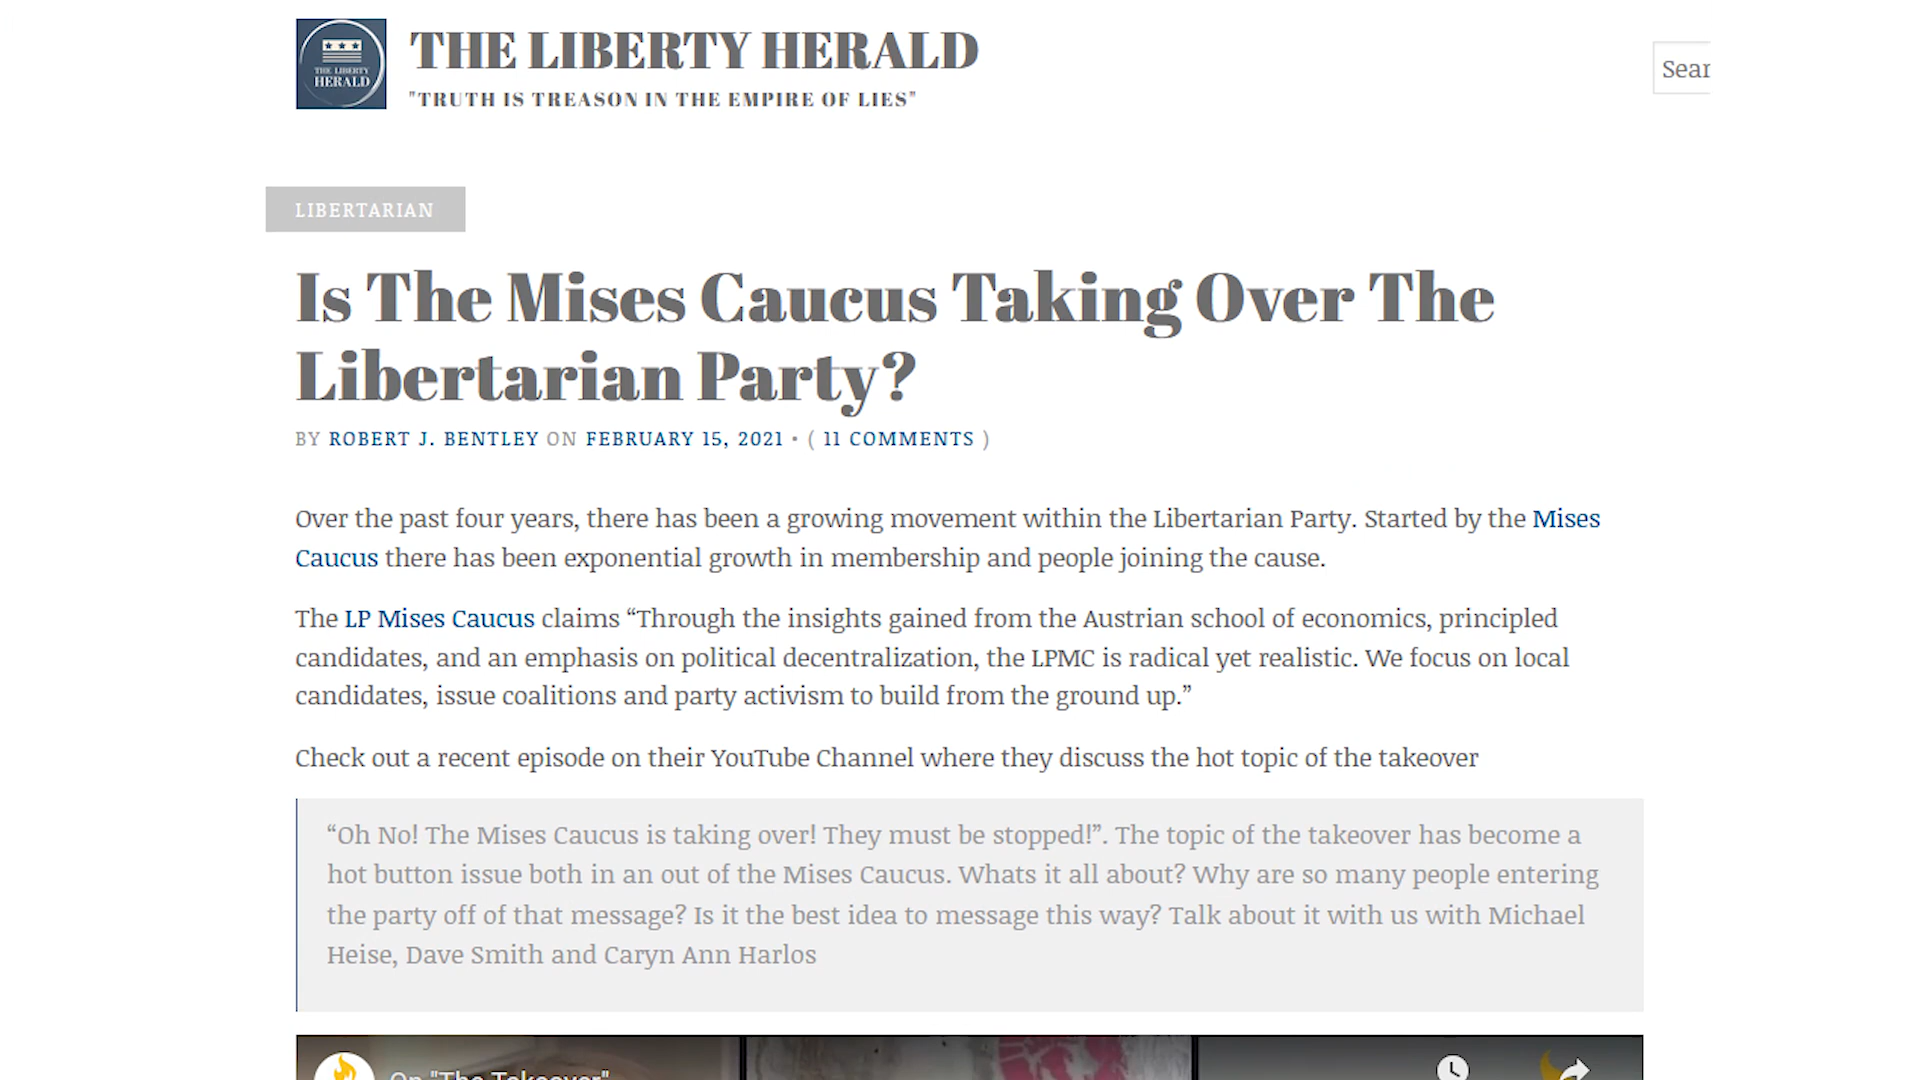 THE LIBERTY
HERALD
THE LIBERTY HERALD
"TRUTH IS TREASON IN THE EMPIRE OF LIES"
Sear
LIBERTARIAN
Is The Mises Caucus Taking Over The
Libertarian Party?
BY ROBERT J. BENTLEY ON FEBRUARY 15, 2021 • ( 11 COMMENTS )
Over the past four years, there has been a growing movement within the Libertarian Party. Started by the Mises
Caucus there has been exponential growth in membership and people joining the cause.
The LP Mises Caucus claims “Through the insights gained from the Austrian school of economics, principled
candidates, and an emphasis on political decentralization, the LPMC is radical yet realistic. We focus on local
candidates, issue coalitions and party activism to build from the ground up.”
Check out a recent episode on their YouTube Channel where they discuss the hot topic of the takeover
“Oh No! The Mises Caucus is taking over! They must be stopped!”. The topic of the takeover has become a
hot button issue both in an out of the Mises Caucus. Whats it all about? Why are so many people entering
the party off of that message? Is it the best idea to message this way? Talk about it with us with Michael
Heise, Dave Smith and Caryn Ann Harlos
On "The Takeover"